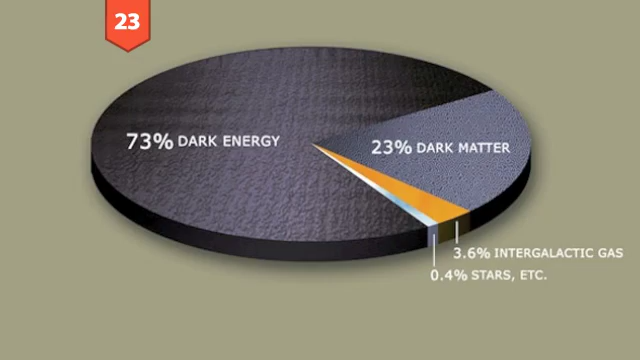 23
73% DARK ENERGY
23% DARK MATTER
3.6% INTERGALACTIC GAS
0.4% STARS, ETC.